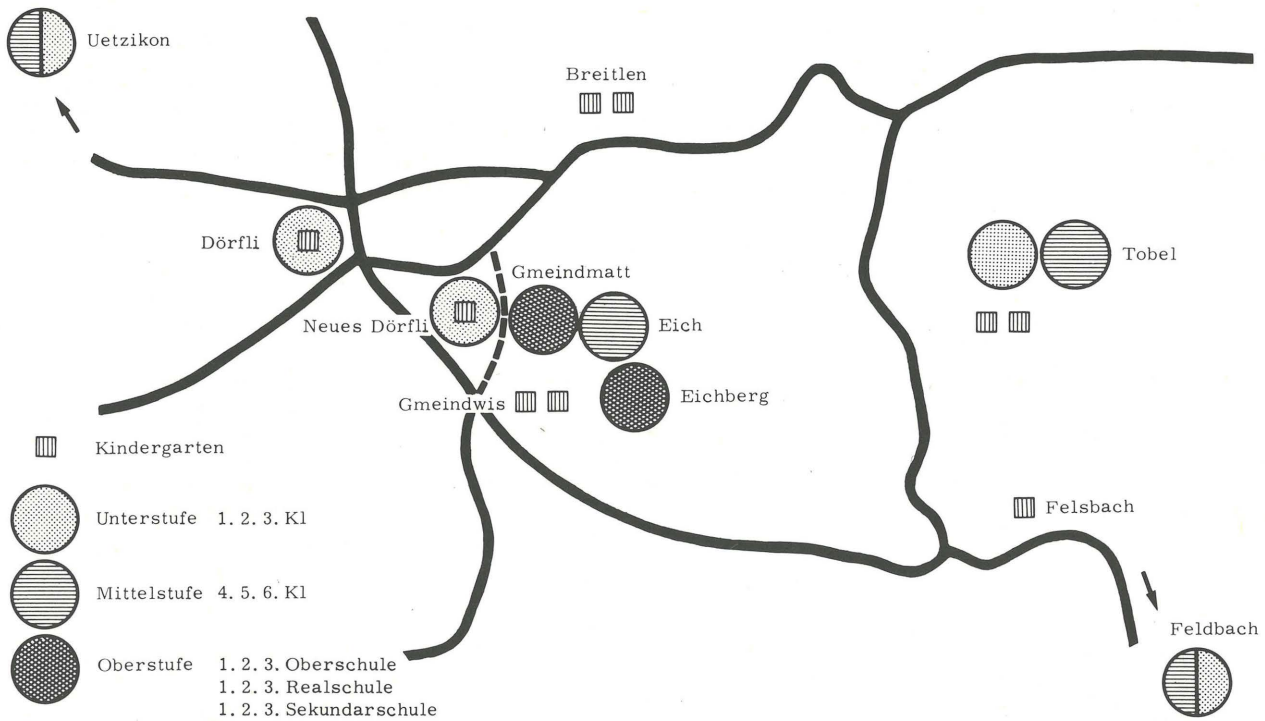 Uetzikon
Breitlen
Dörfli
Tobel
Gmeindmatt
Neues Dörfli
Eich
Gmeindwis
Eichberg
Kindergarten
Felsbach
Unterstufe 1. 2. 3. Kl
Mittelstufe 4. 5. 6. Kl
Feldbach
Oberstufe 1. 2. 3. Oberschule
1. 2. 3. Realschule
1. 2. 3. Sekundarschule